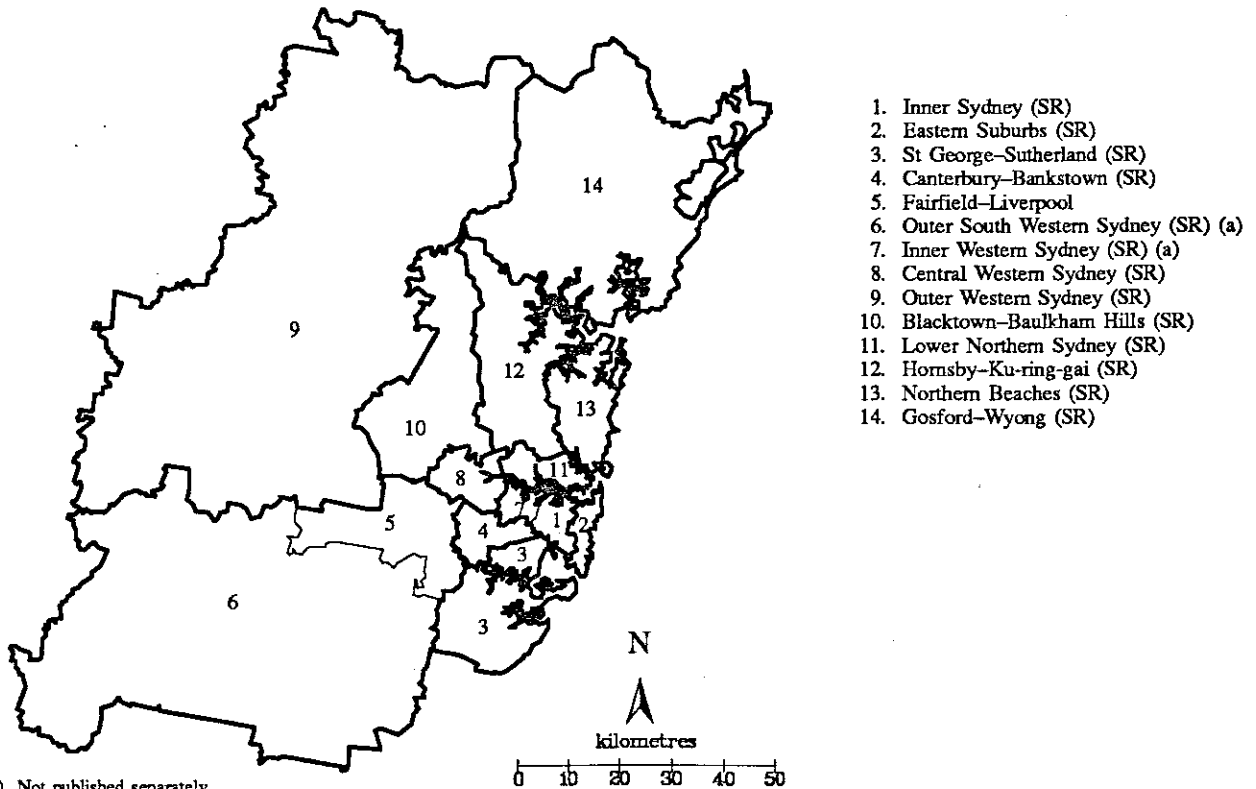 1. Inner Sydney (SR)
2. Eastern Suburbs (SR)
3. St George–Sutherland (SR)
4. Canterbury–Bankstown (SR)
5. Fairfield–Liverpool
6. Outer South Western Sydney (SR) (a)
7. Inner Western Sydney (SR) (a)
8. Central Western Sydney (SR)
9. Outer Western Sydney (SR)
10. Blacktown–Baulkham Hills (SR)
11. Lower Northern Sydney (SR)
12. Hornsby–Ku-ring-gai (SR)
13. Northern Beaches (SR)
14. Gosford–Wyong (SR)
14
9
12
13
10
11
8
7
1
2
5
4
3
6
3
N
kilometres
0 10 20 30 40 50
) Not published separately